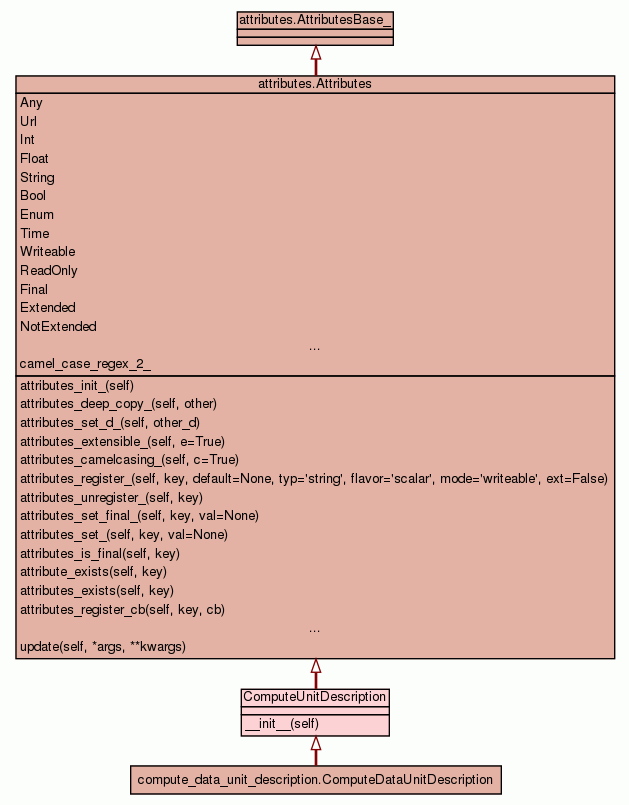 attributes.AttributesBase_
attributes.Attributes
Any
Url
Int
Float
String
Bool
Enum
Time
Writeable
ReadOnly
Final
Extended
NotExtended
...
camel_case_regex_2_
attributes_init_(self)
attributes_deep_copy_(self, other)
attributes_set_d_(self, other_d)
attributes_extensible_(self, e=True)
attributes_camelcasing_(self, c=True)
attributes_register_(self, key, default=None, typ='string', flavor='scalar', mode='writeable', ext=False)
attributes_unregister_(self, key)
attributes_set_final_(self, key, val=None)
attributes_set_(self, key, val=None)
attributes_is_final(self, key)
attribute_exists(self, key)
attributes_exists(self, key)
attributes_register_cb(self, key, cb)
...
update(self, *args, **kwargs)
ComputeUnitDescription
__init__(self)
compute_data_unit_description.ComputeDataUnitDescription